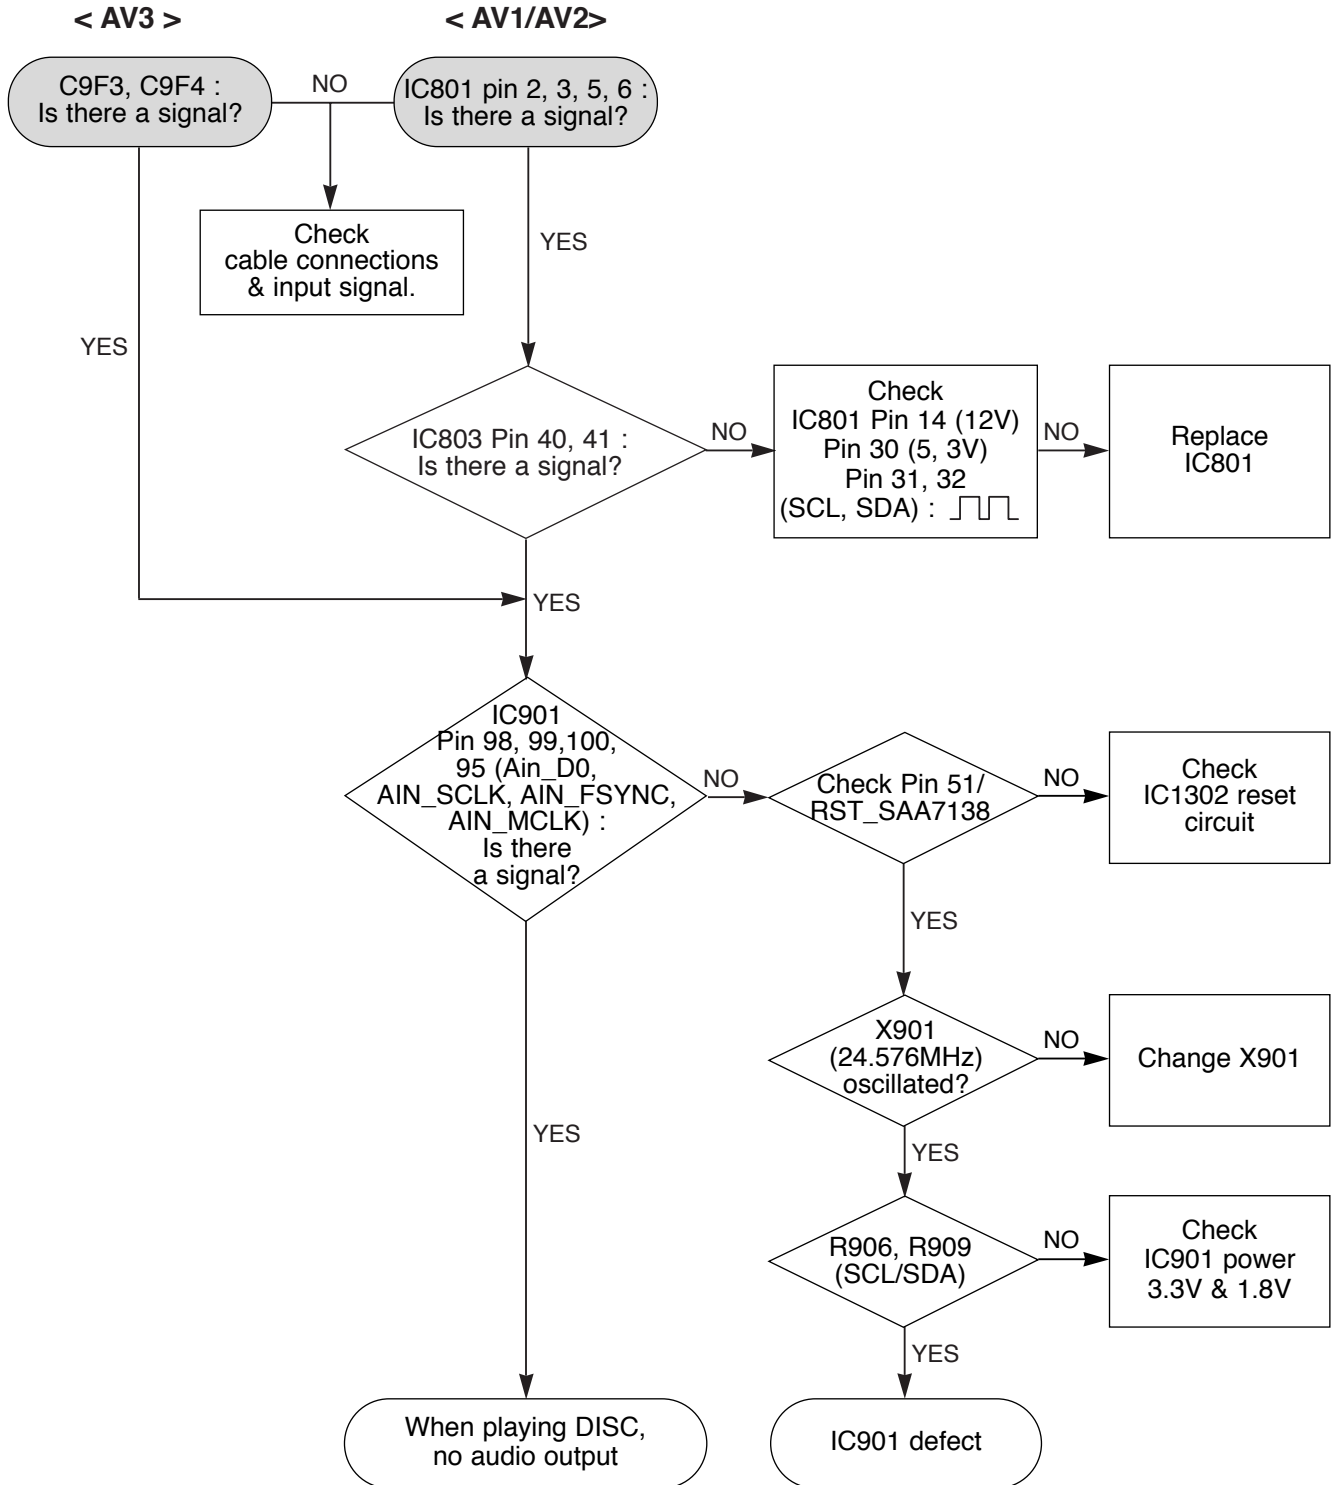 < AV3 >
< AV1/AV2>
C9F3, C9F4 :
Is there a signal?
NO
IC801 pin 2, 3, 5, 6 :
Is there a signal?
Check
cable connections
& input signal.
YES
YES
IC803 Pin 40, 41 :
Is there a signal?
NO
Check
IC801 Pin 14 (12V)
Pin 30 (5, 3V)
Pin 31, 32
(SCL, SDA) :
NO
Replace
IC801
YES
IC901
Pin 98, 99,100,
95 (Ain_D0,
AIN_SCLK, AIN_FSYNC,
AIN_MCLK) :
Is there
a signal?
NO
Check Pin 51/
RST_SAA7138
NO
Check
IC1302 reset
circuit
YES
X901
(24.576MHz)
oscillated?
NO
Change X901
YES
YES
R906, R909
(SCL/SDA)
NO
Check
IC901 power
3.3V & 1.8V
YES
When playing DISC,
no audio output
IC901 defect